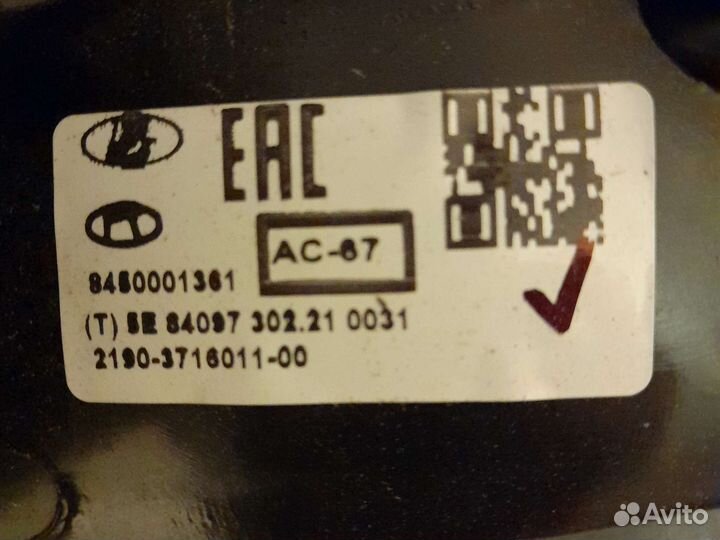 EAC
AC-67
8450001361
(T) SE 84097 302.21 0031
2190-3716011-00
Avito